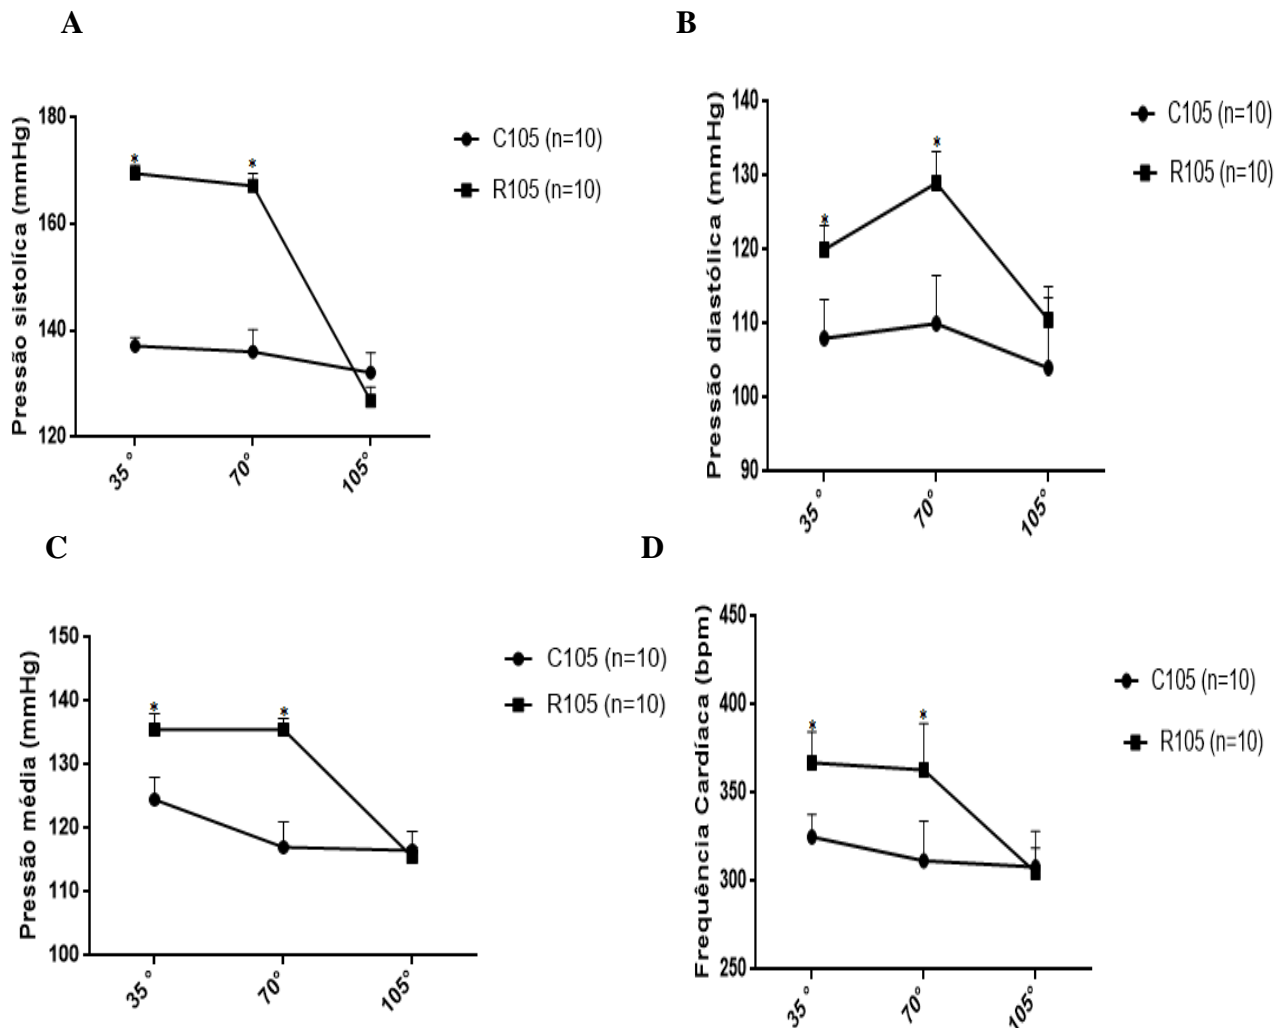 A
Pressão sistolíca (mmHg)
180
160
140
120
35 °
70°
105°
*
*
C105 (n=10)
R105 (n=10)
B
Pressão diastólica (mmHg)
140
130
120
110
100
90
35 °
70°
105°
*
*
C105 (n=10)
R105 (n=10)
C
Pressão média (mmHg)
150
140
130
120
110
100
35 °
70°
105°
*
*
C105 (n=10)
R105 (n=10)
D
Frequência Cardíaca (bpm)
450
400
350
300
250
35 °
70°
105°
*
*
C105 (n=10)
R105 (n=10)